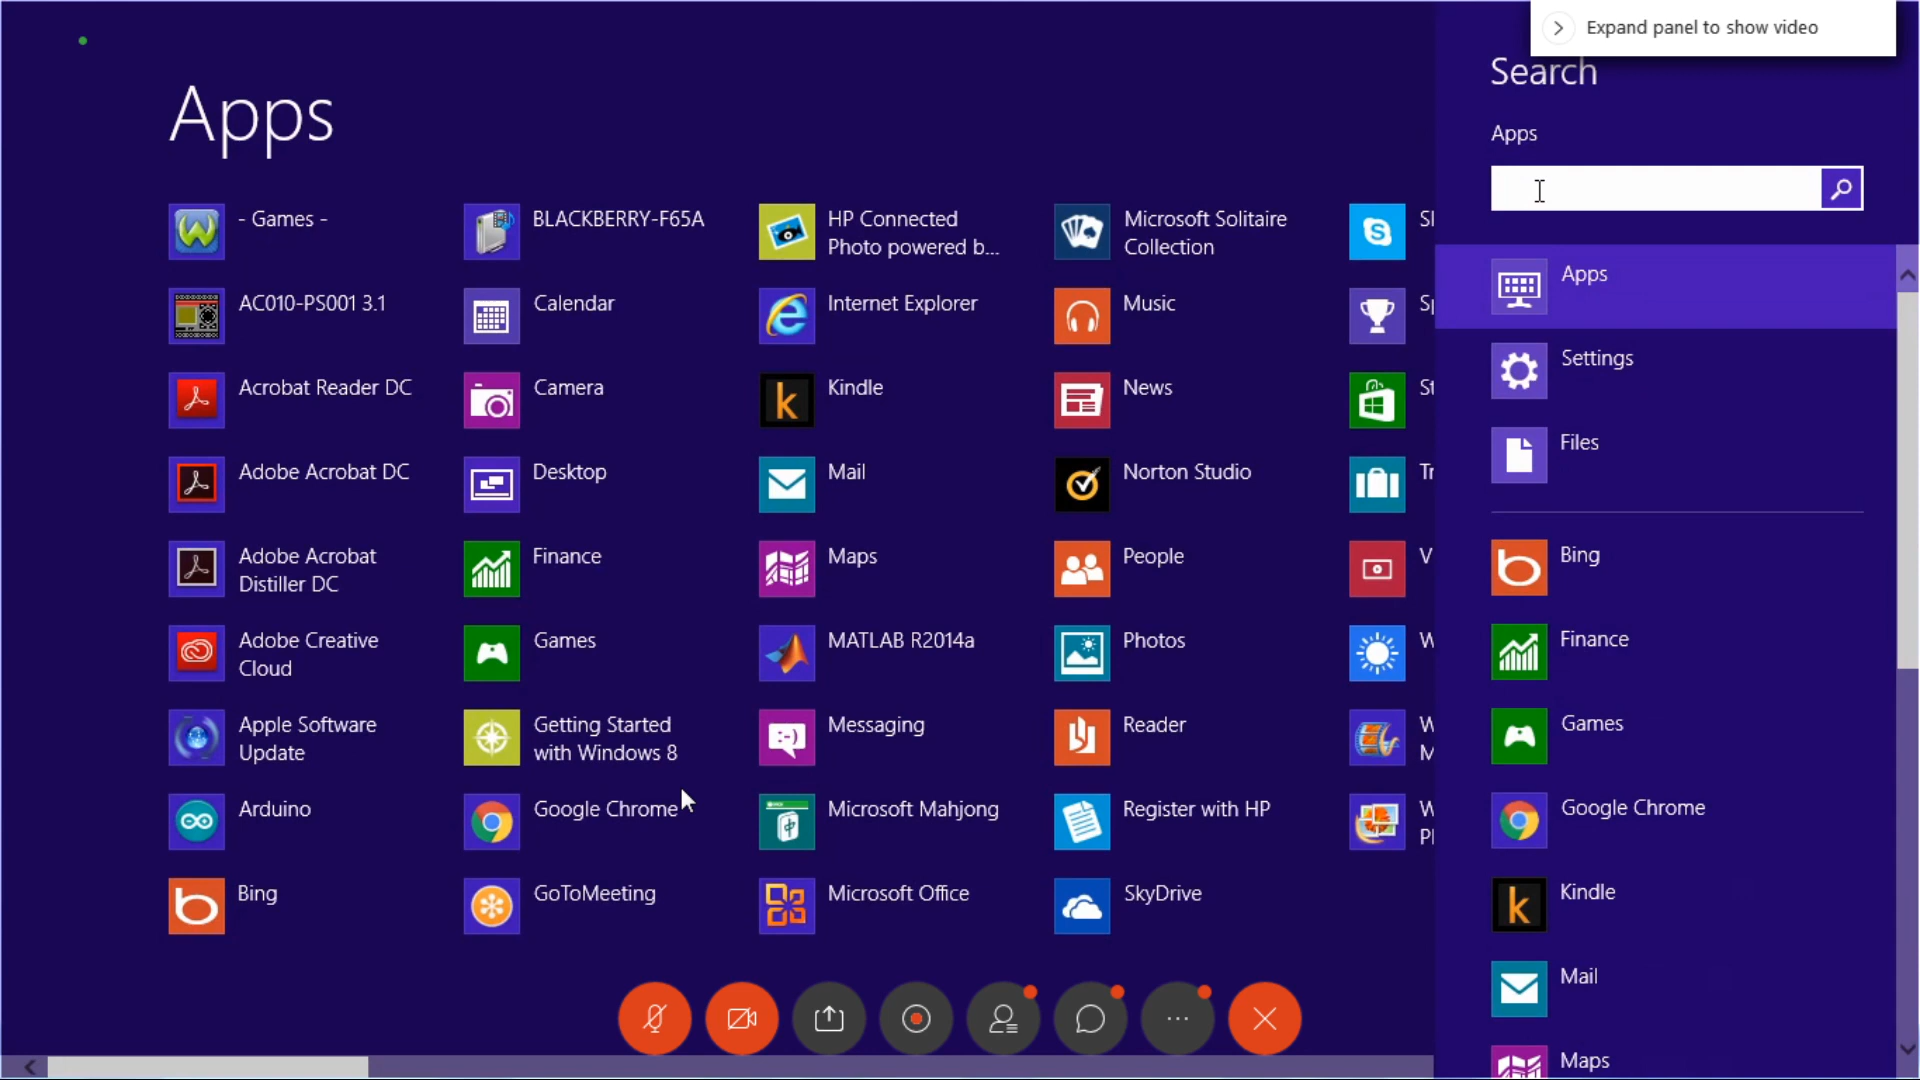 Expand panel to show video
Search
Apps
Apps
- Games -
AC010-PS001 3.1
Acrobat Reader DC
Adobe Acrobat DC
Adobe Acrobat
Distiller DC
Adobe Creative
Cloud
Apple Software
Update
Arduino
Bing
BLACKBERRY-F65A
Calendar
Camera
Desktop
Finance
Games
Getting Started
with Windows 8
Google Chrome
GoToMeeting
HP Connected
Photo powered b...
Internet Explorer
Kindle
Mail
Maps
MATLAB R2014a
Messaging
Microsoft Mahjong
Microsoft Office
Microsoft Solitaire
Collection
Music
News
Norton Studio
People
Photos
Reader
Register with HP
SkyDrive
Apps
Settings
Files
Bing
Finance
Games
Google Chrome
Kindle
Mail
Maps